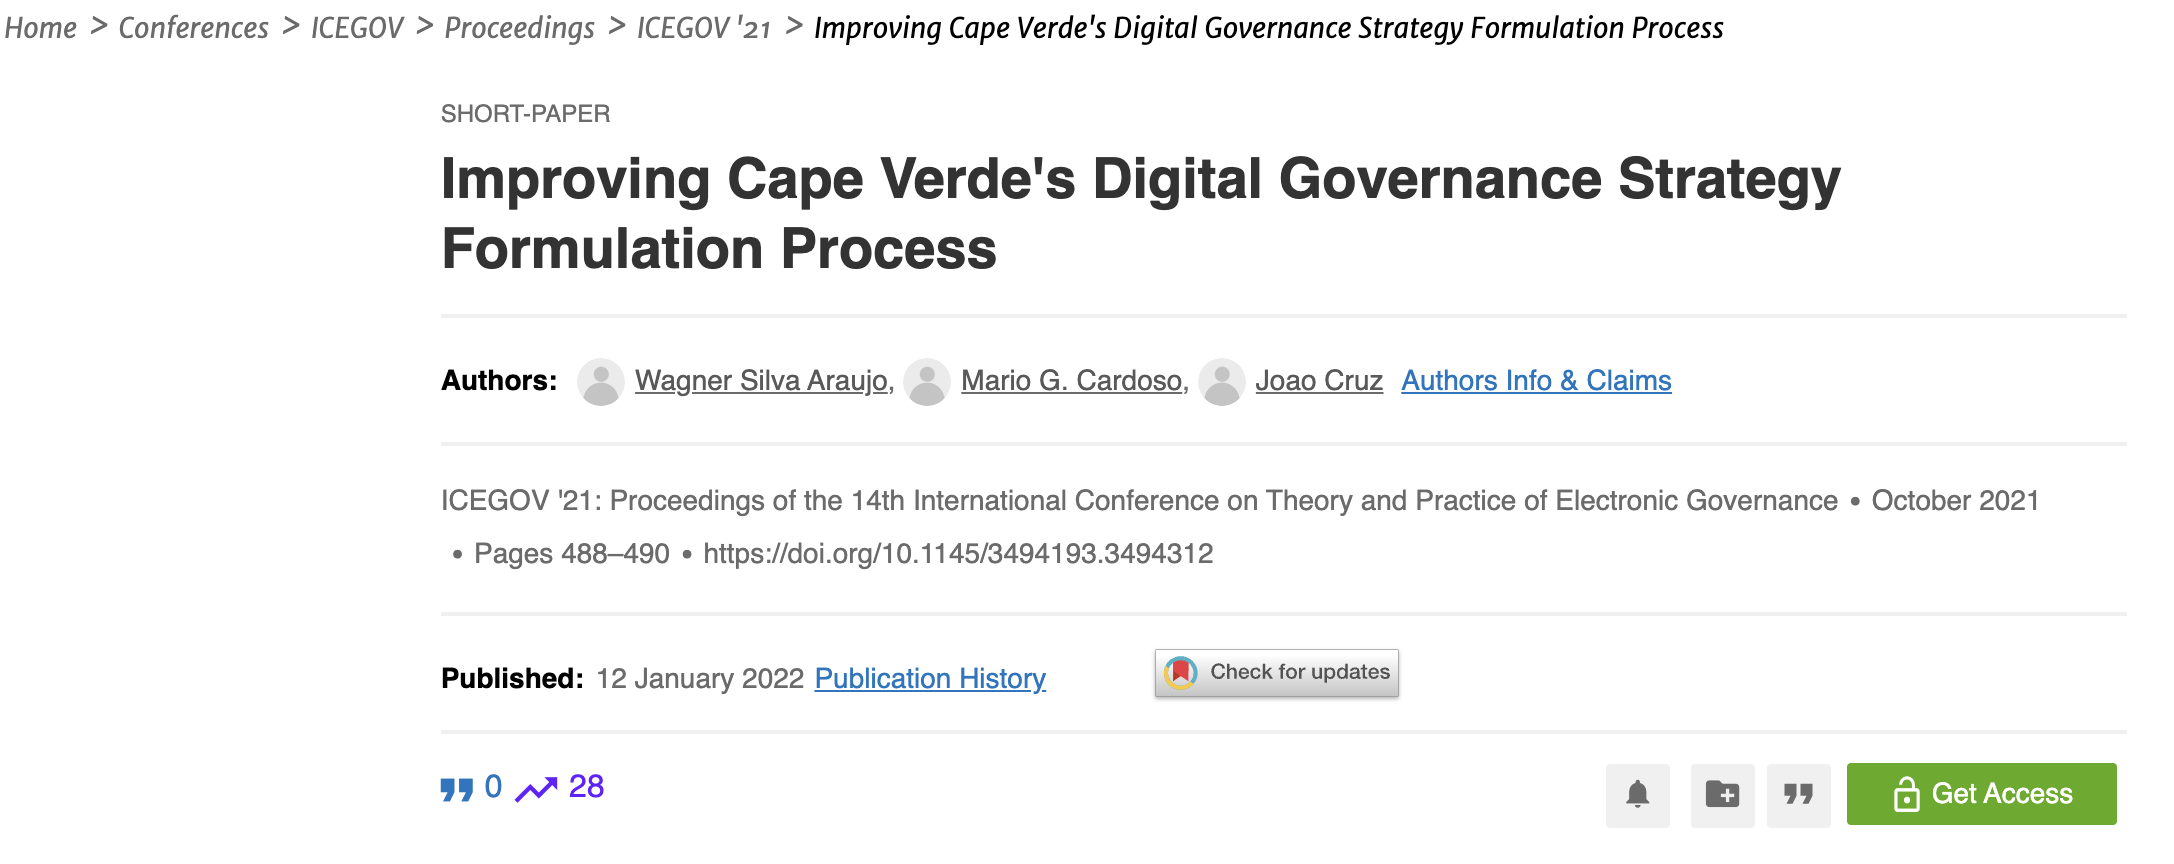 Home > Conferences > ICEGOV > Proceedings > ICEGOV '21 > Improving Cape Verde's Digital Governance Strategy Formulation Process
SHORT-PAPER
Improving Cape Verde's Digital Governance Strategy
Formulation Process
Authors: Wagner Silva Araujo, Mario G. Cardoso, Joao Cruz Authors Info & Claims
ICEGOV '21: Proceedings of the 14th International Conference on Theory and Practice of Electronic Governance • October 2021
• Pages 488–490 • https://doi.org/10.1145/3494193.3494312
Published: 12 January 2022 Publication History Check for updates
0 28 Get Access